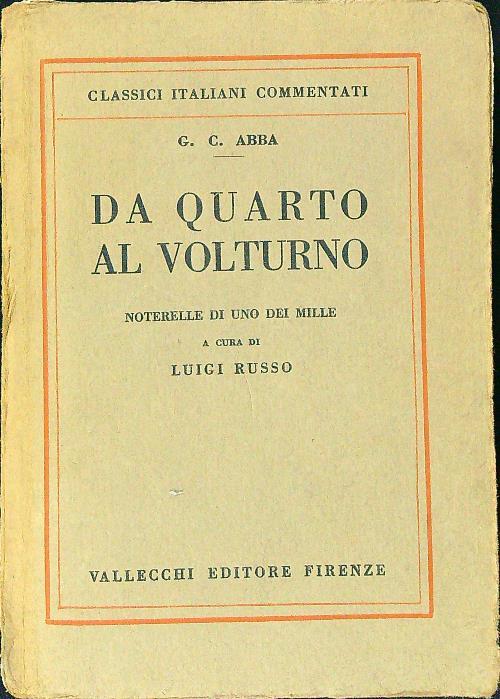 CLASSICI ITALIANI COMMENTATI
G. C. ABBA
DA QUARTO
AL VOLTURNO
NOTERELLE DI UNO DEI MILLE
A CURA DI
LUIGI RUSSO
VALLECCHI EDITORE FIRENZE